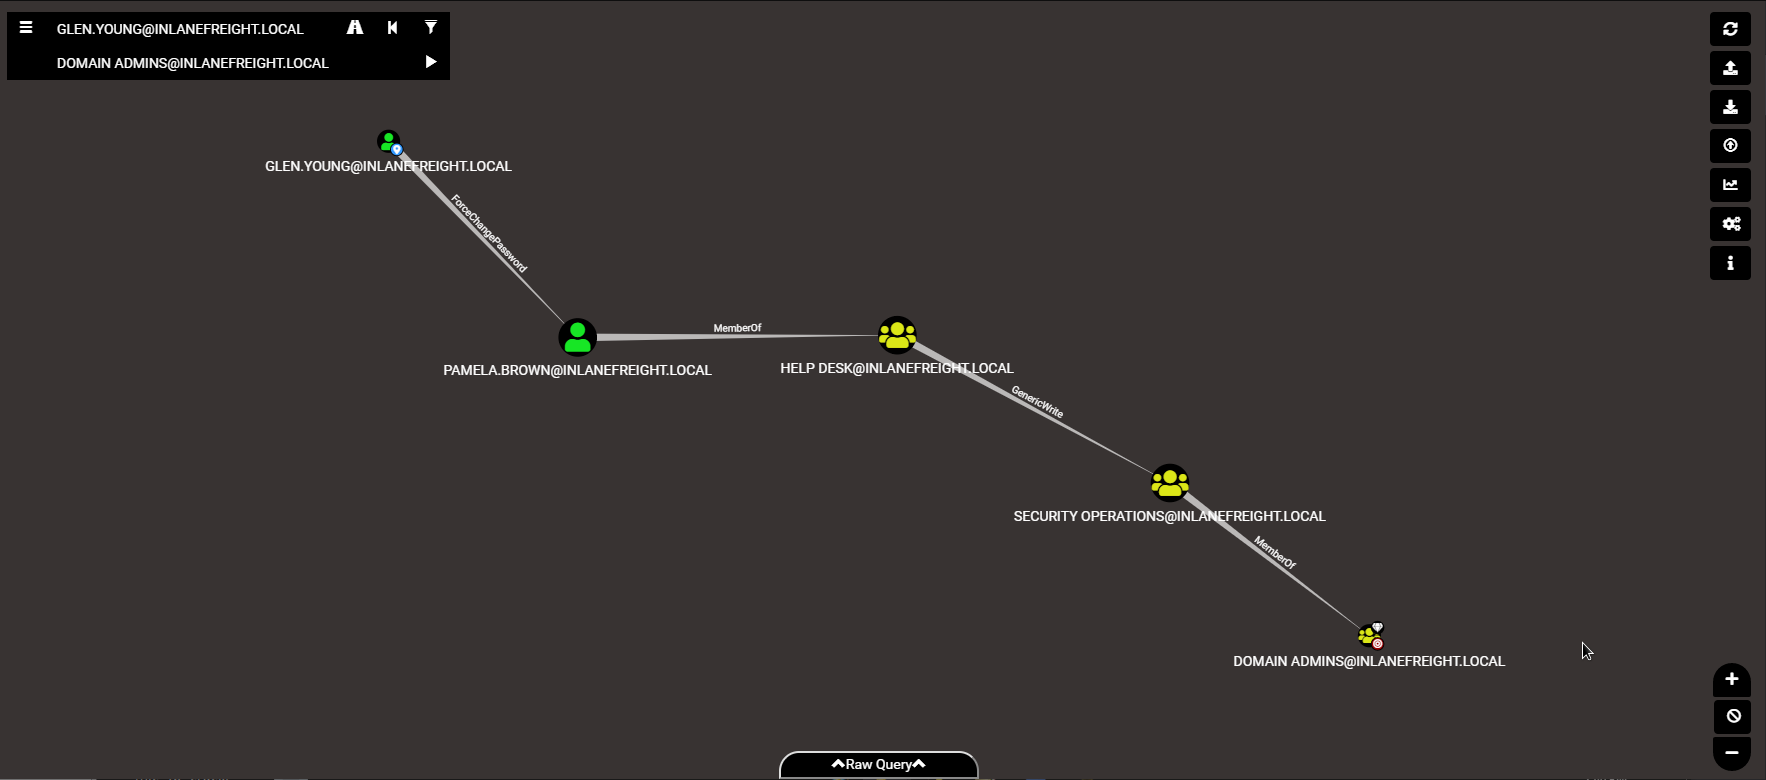 GLEN.YOUNG@INLANEFREIGHT.LOCAL
DOMAIN ADMINS@INLANEFREIGHT.LOCAL
GLEN.YOUNG@INLANEFREIGHT.LOCAL
ForceChangePassword
PAMELA.BROWN@INLANEFREIGHT.LOCAL
MemberOf
HELP DESK@INLANEFREIGHT.LOCAL
GenericWrite
SECURITY OPERATIONS@INLANEFREIGHT.LOCAL
MemberOf
DOMAIN ADMINS@INLANEFREIGHT.LOCAL
Raw Query